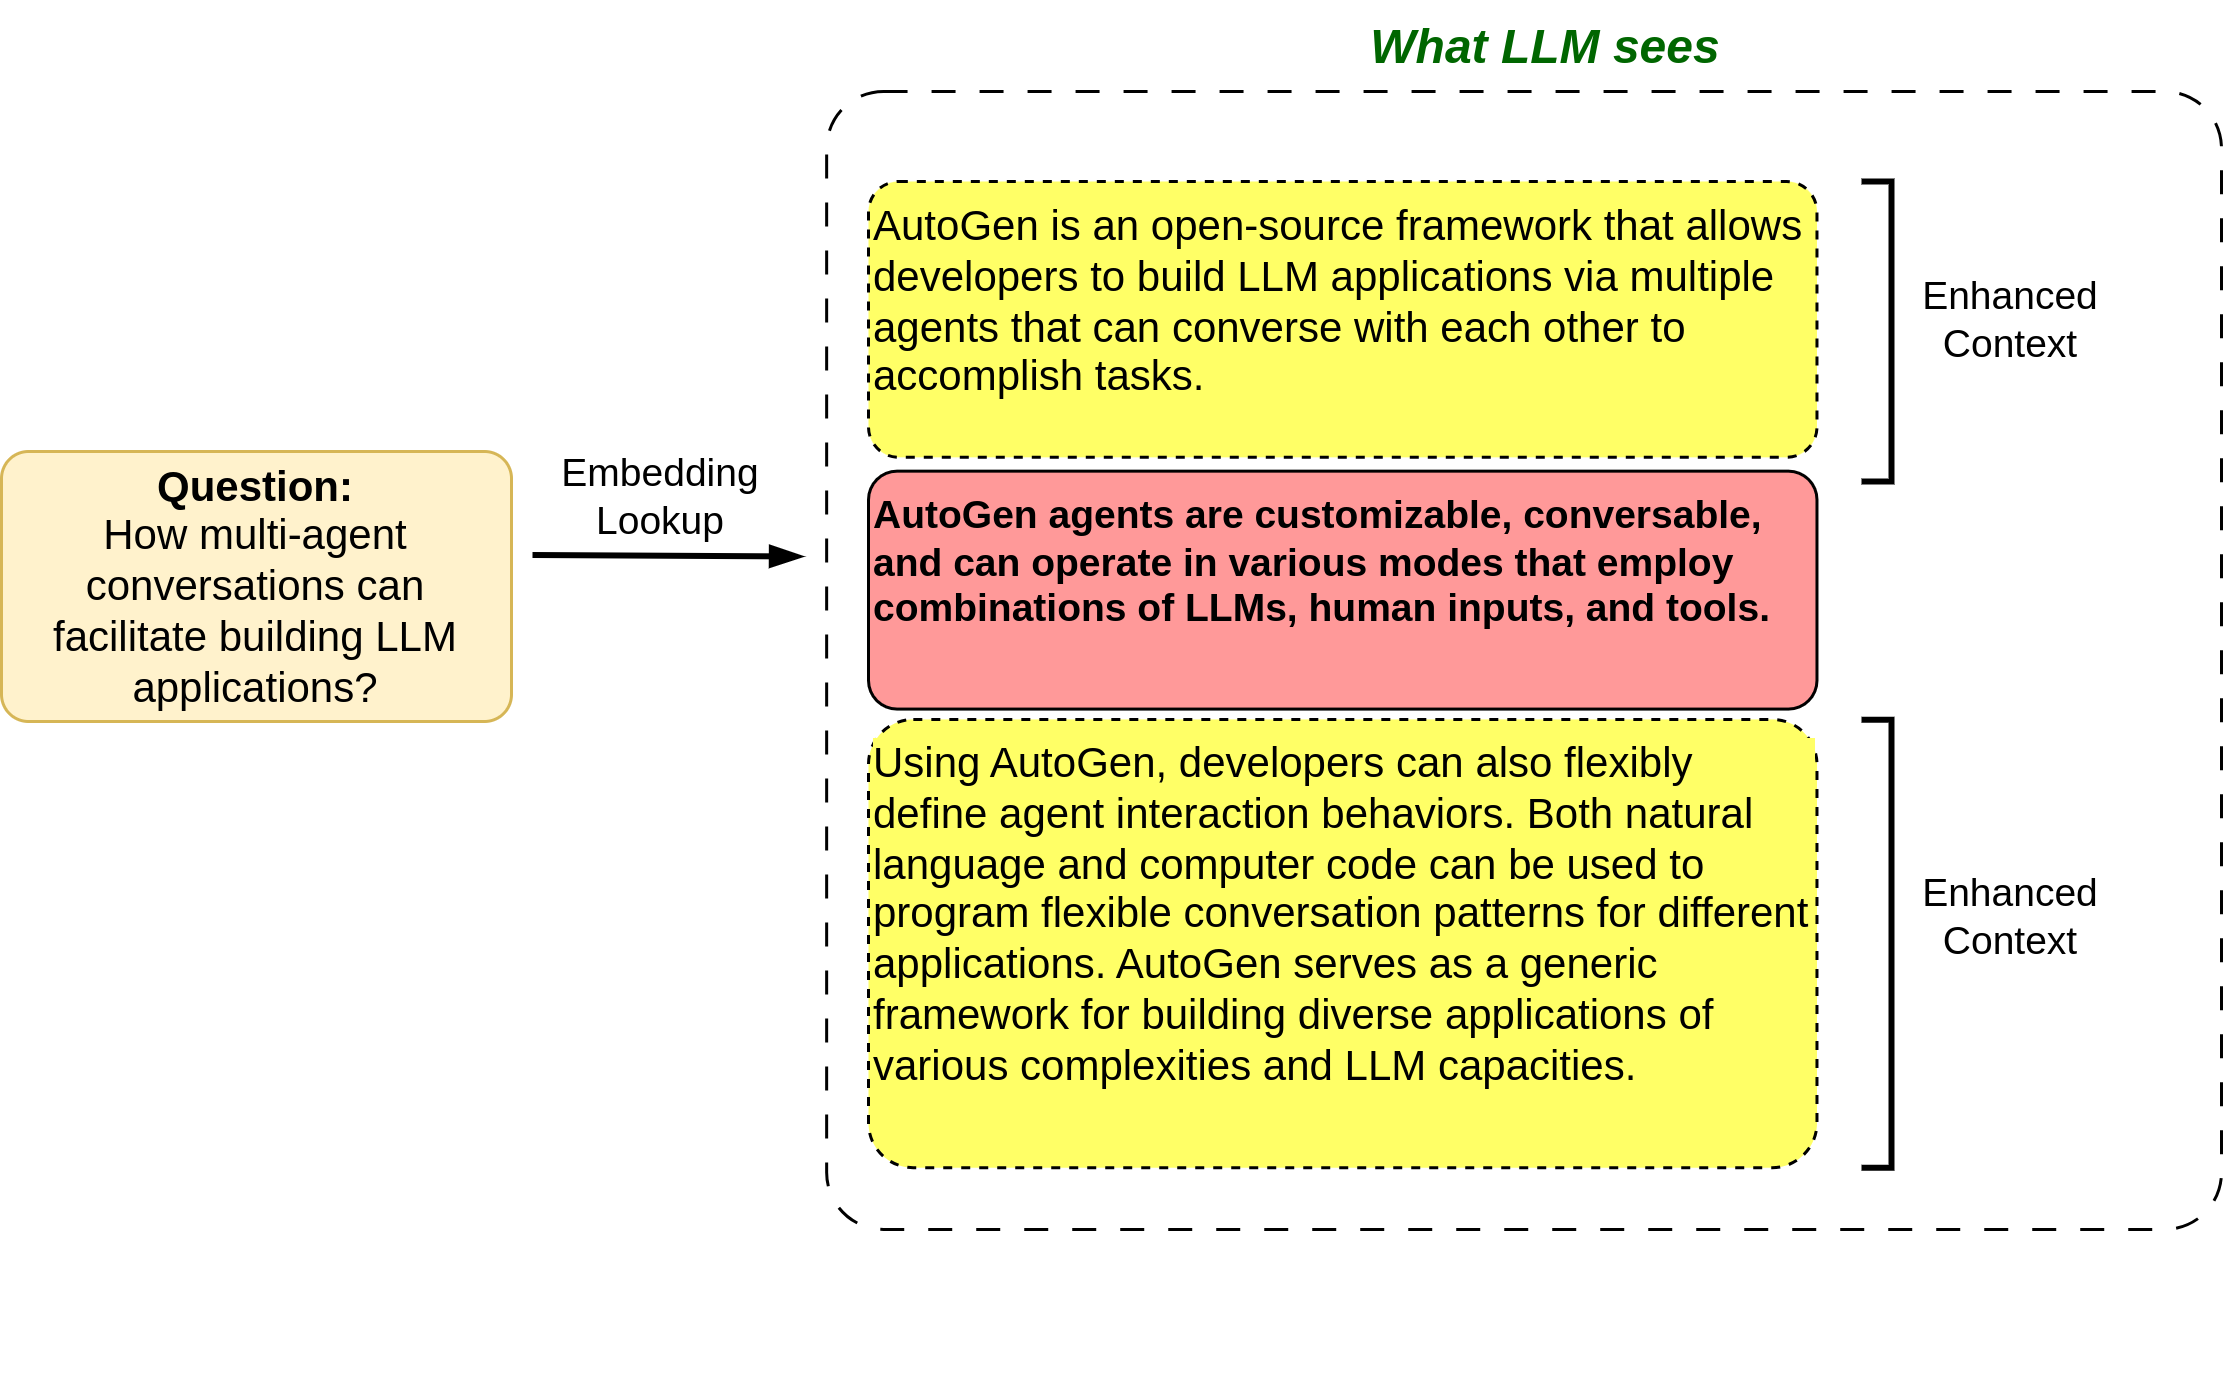 What LLM sees
Question:
How multi-agent
conversations can
facilitate building LLM
applications?
Embedding
Lookup
AutoGen is an open-source framework that allows
developers to build LLM applications via multiple
agents that can converse with each other to
accomplish tasks.
Enhanced
Context
AutoGen agents are customizable, conversable,
and can operate in various modes that employ
combinations of LLMs, human inputs, and tools.
Using AutoGen, developers can also flexibly
define agent interaction behaviors. Both natural
language and computer code can be used to
program flexible conversation patterns for different
applications. AutoGen serves as a generic
framework for building diverse applications of
various complexities and LLM capacities.
Enhanced
Context